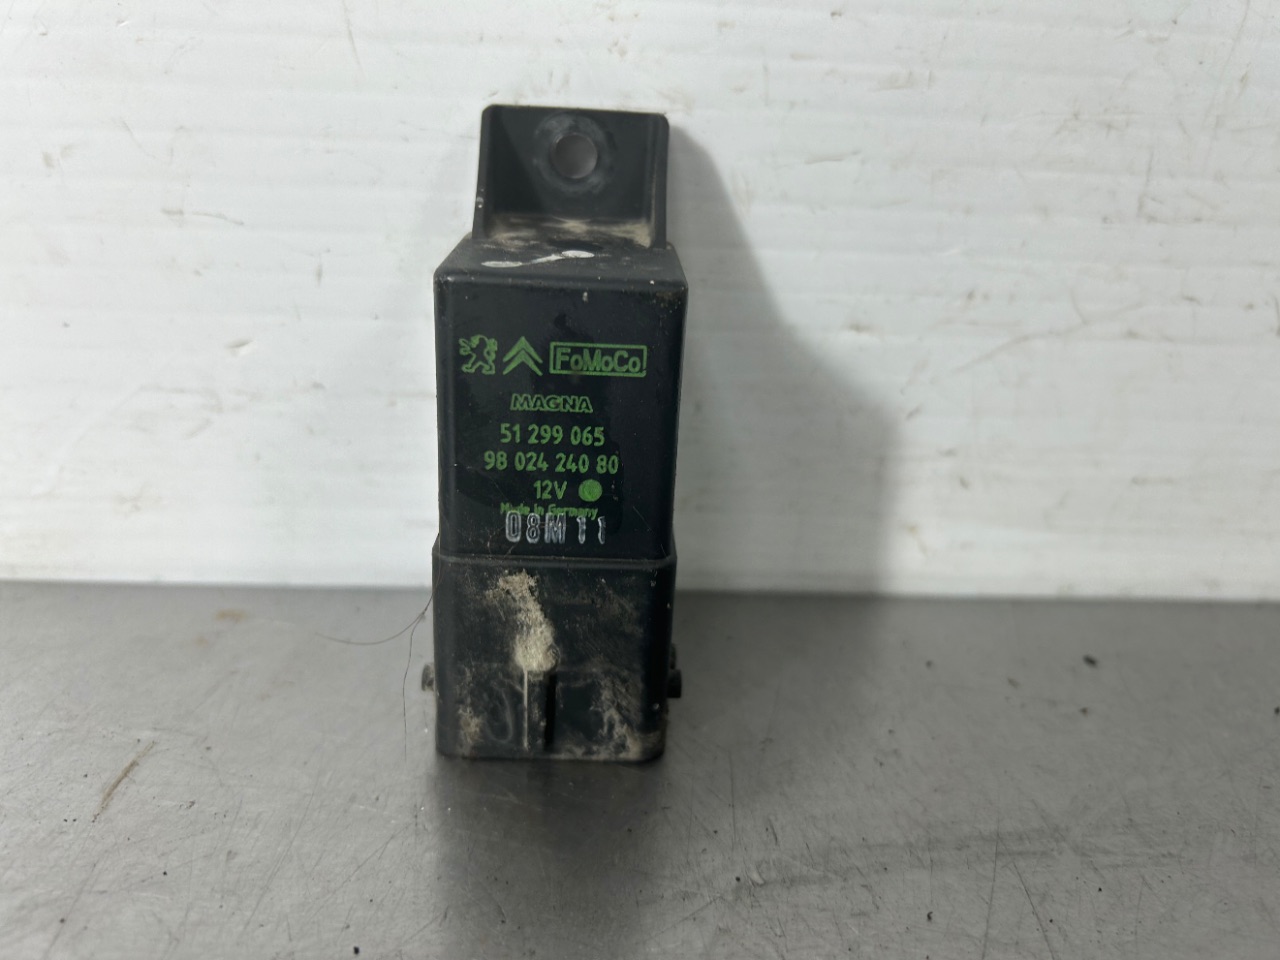 FoMoCo
MAGNA
51 299 065
98 024 240 80
12V
Made in Germany
08M11